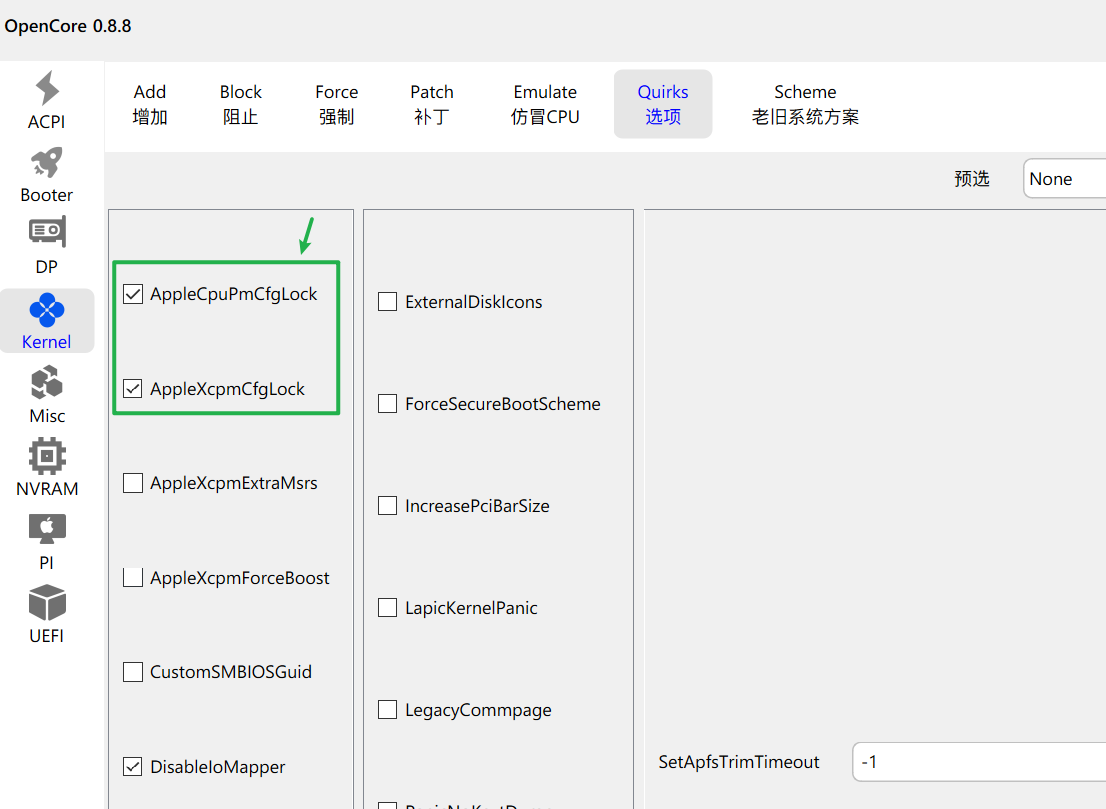 OpenCore 0.8.8
Add
增加
Block
阻止
Force
强制
Patch
补丁
Emulate
仿冒CPU
Quirks
选项
Scheme
老旧系统方案
ACPI
Booter
DP
Kernel
Misc
NVRAM
PI
UEFI
预选
None
AppleCpuPmCfgLock
AppleXcpmCfgLock
AppleXcpmExtraMsrs
AppleXcpmForceBoost
CustomSMBIOSGuid
DisableIoMapper
ExternalDiskIcons
ForceSecureBootScheme
IncreasePciBarSize
LapicKernelPanic
LegacyCommpage
SetApfsTrimTimeout
-1